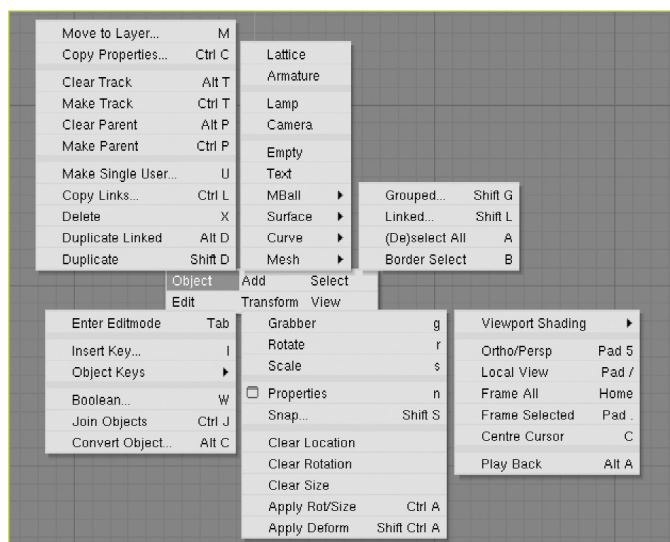 Move to Layer... M
Copy Properties... Ctrl C
Clear Track Alt T
Make Track Ctrl T
Clear Parent Alt P
Make Parent Ctrl P
Make Single User... U
Copy Links... Ctrl L
Delete X
Duplicate Linked Alt D
Duplicate Shift D
Lattice
Armature
Lamp
Camera
Empty
Text
MBall
Surface
Curve
Mesh
Grouped... Shift G
Linked... Shift L
(De)select All A
Border Select B
Object Add Select
Edit Transform View
Enter Editmode Tab
Insert Key... I
Object Keys
Boolean... W
Join Objects Ctrl J
Convert Object... Alt C
Grabber g
Rotate r
Scale s
Properties n
Snap... Shift S
Clear Location
Clear Rotation
Clear Size
Apply Rot/Size Ctrl A
Apply Deform Shift Ctrl A
Viewport Shading
Ortho/Persp Pad 5
Local View Pad /
Frame All Home
Frame Selected Pad .
Centre Cursor C
Play Back Alt A